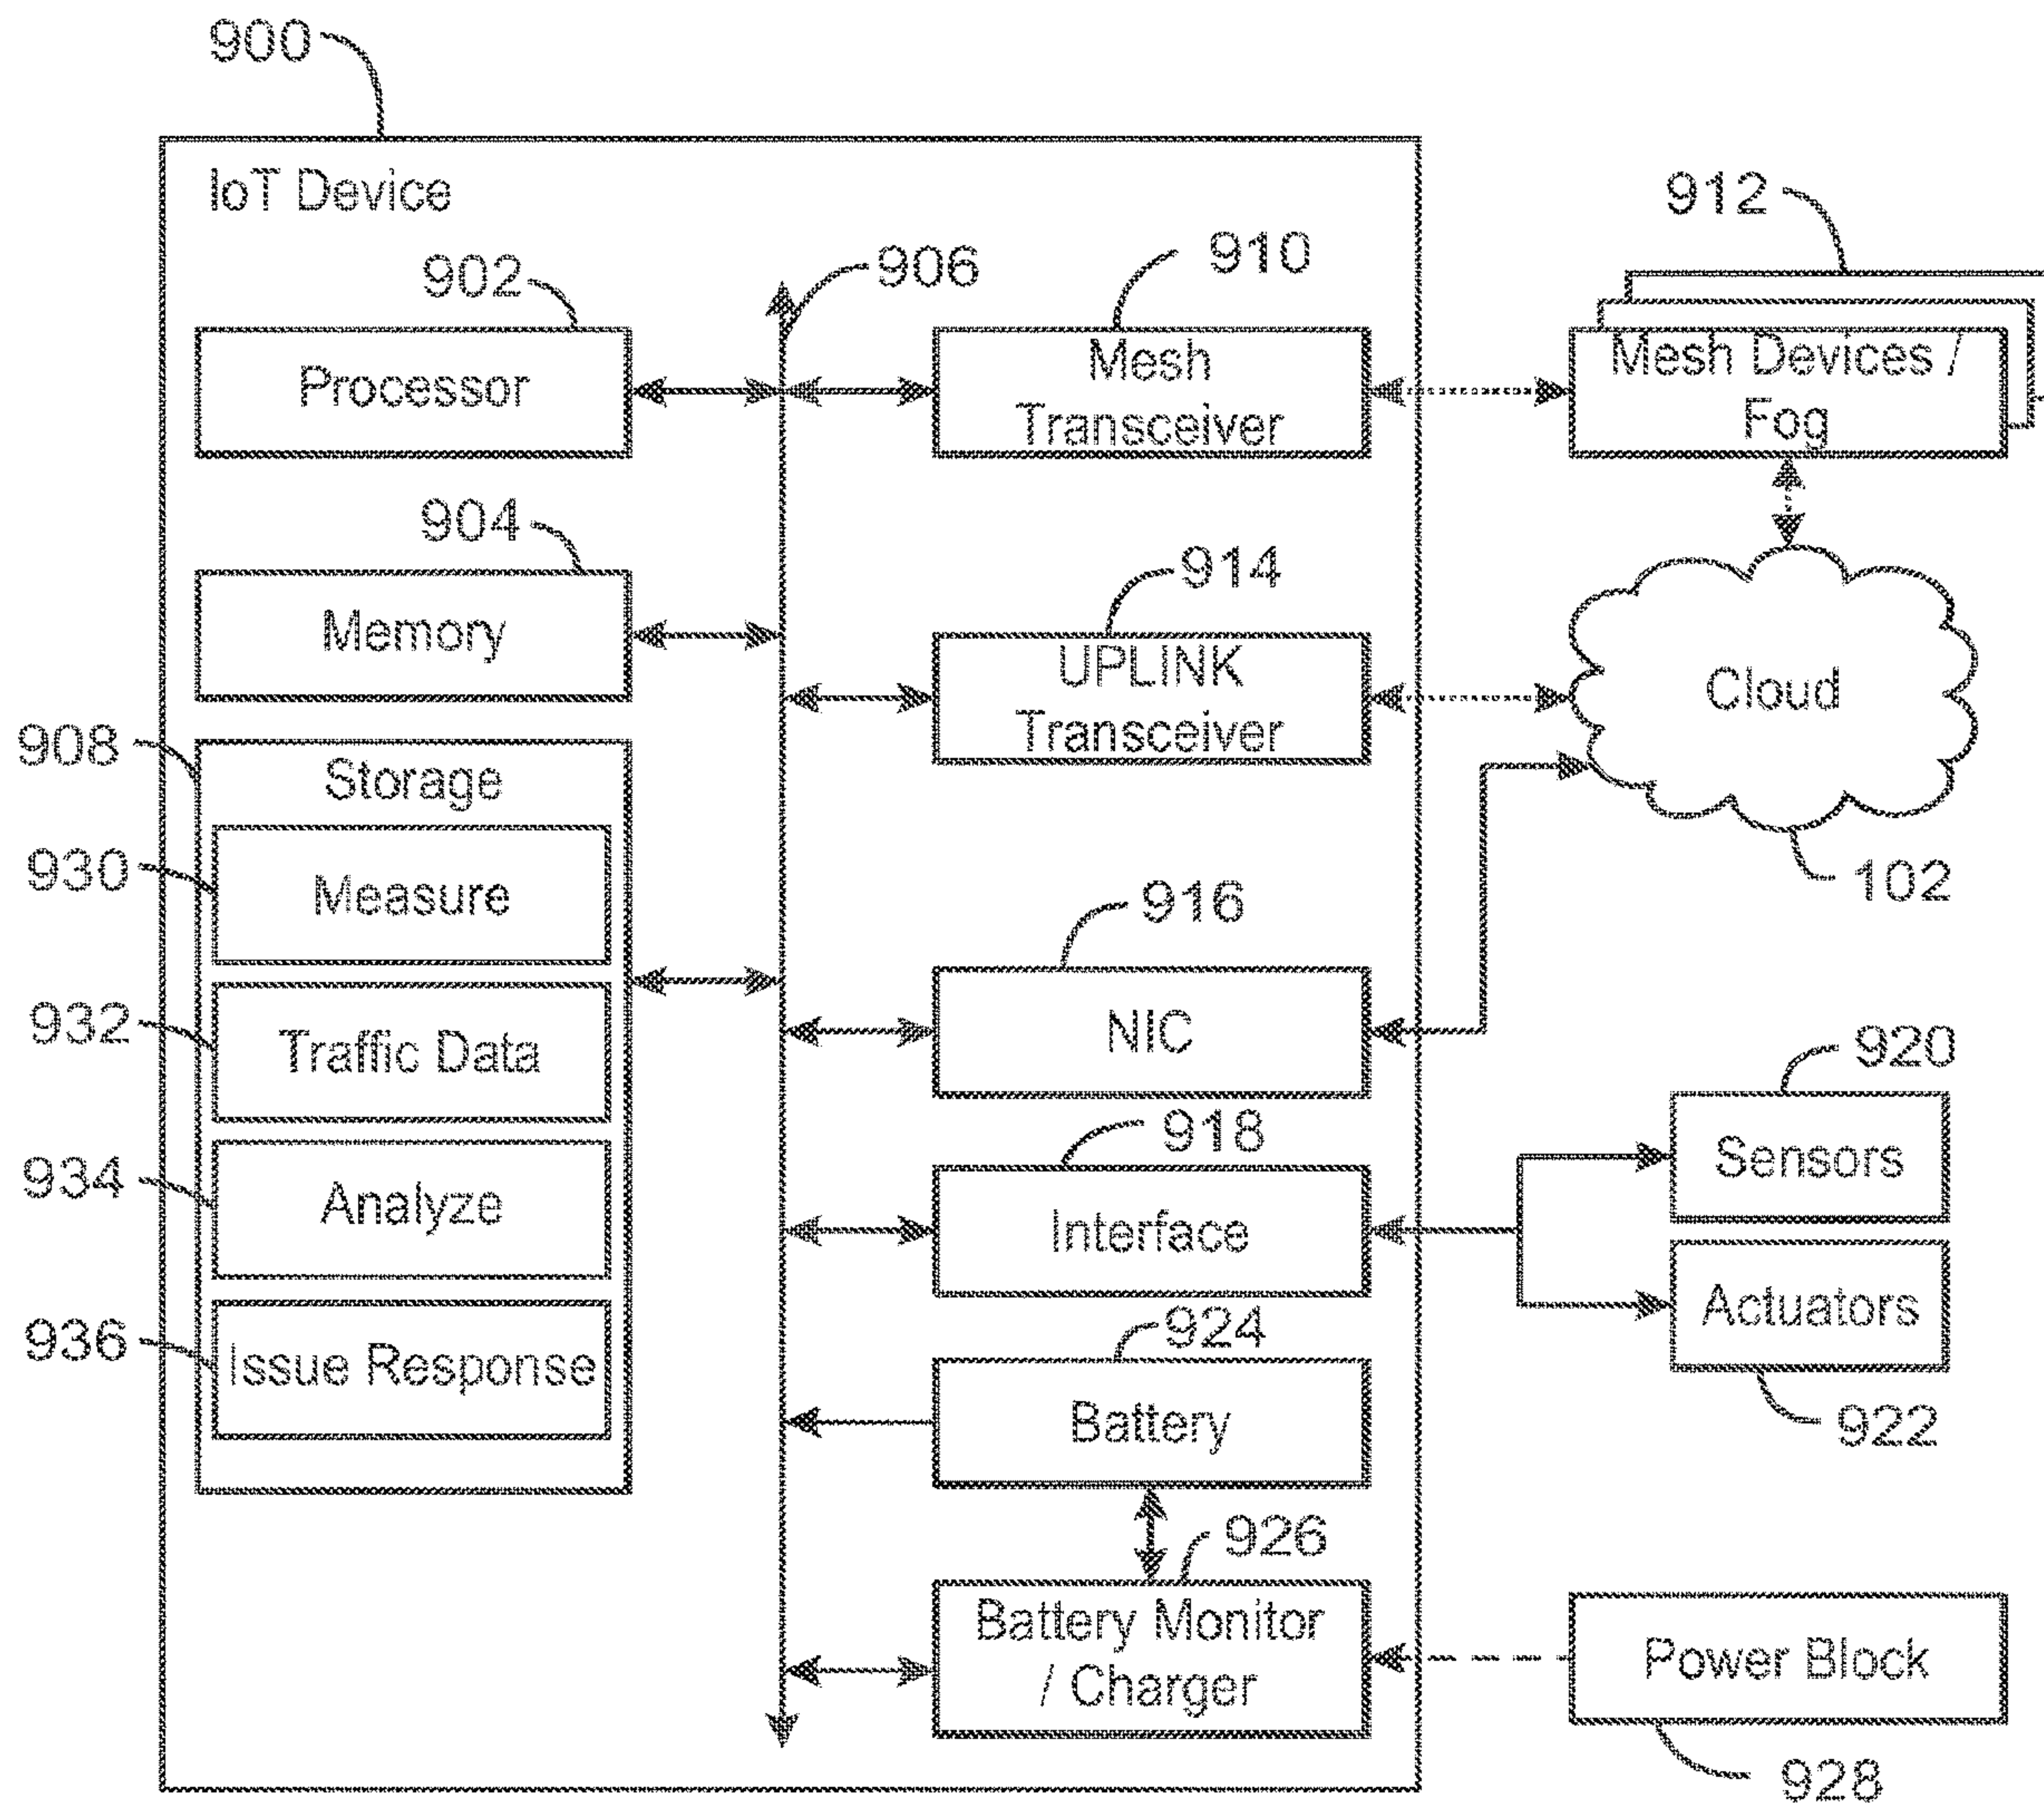 900
IoT Device
912
902
906
910
Processor
Mesh
Transceiver
Mesh Devices /
Fog
904
914
Memory
UPLINK
Transceiver
Cloud
908
Storage
930
Measure
916
102
932
Traffic Data
NIC
920
918
Sensors
934
Analyze
Interface
Actuators
936
Issue Response
924
922
Battery
926
Battery Monitor
/ Charger
Power Block
928